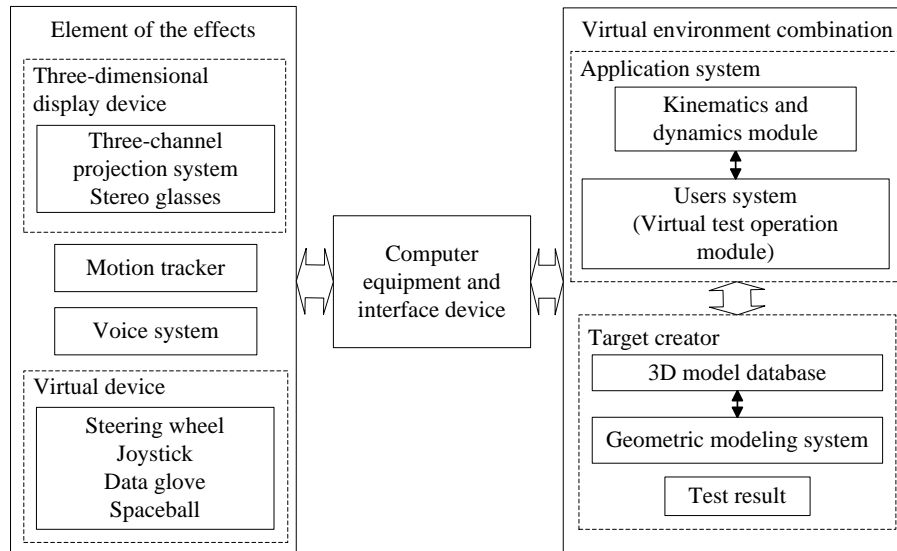 Element of the effects
Three-dimensional
display device
Three-channel
projection system
Stereo glasses
Motion tracker
Voice system
Virtual device
Steering wheel
Joystick
Data glove
Spaceball
Computer
equipment and
interface device
Virtual environment combination
Application system
Kinematics and
dynamics module
Users system
(Virtual test operation
module)
Target creator
3D model database
Geometric modeling system
Test result